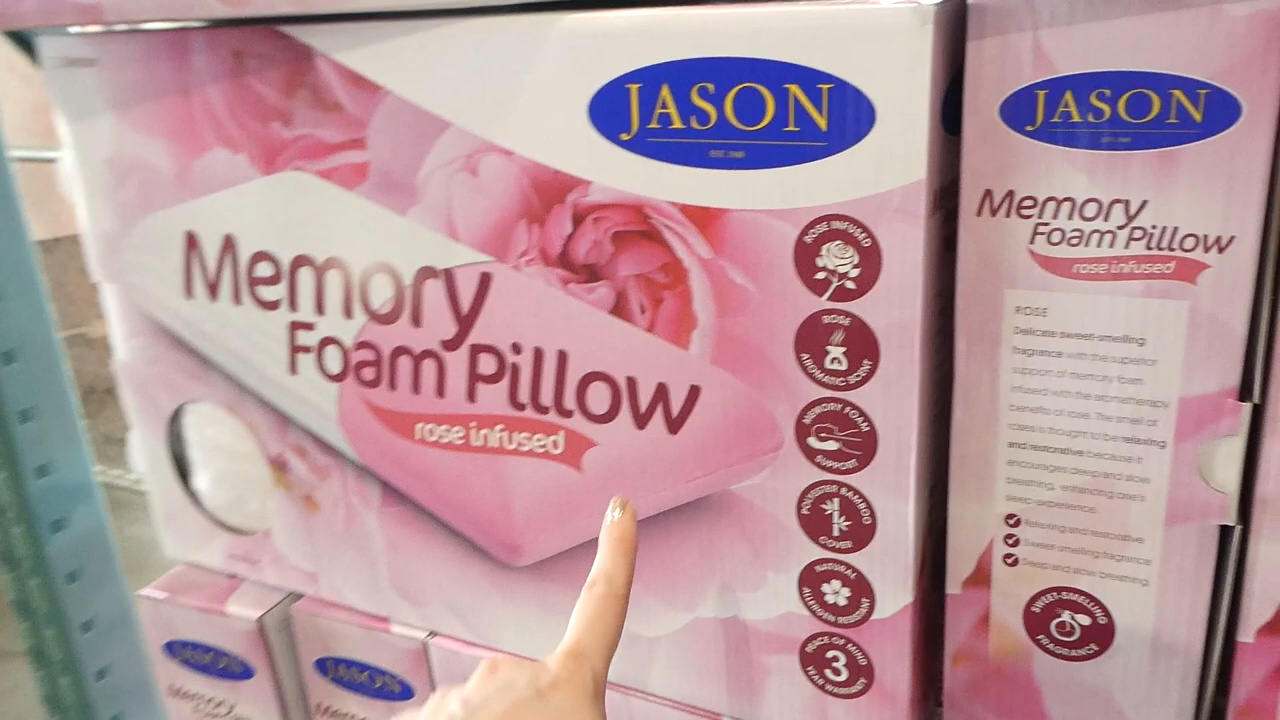 JASON
Memory
Foam Pillow
rose infused
ROSE INFUSED
ROSE
AROMATIC SCENT
MEMORY FOAM
SUPPORT
POLYESTER BAMBOO
COVER
NATURAL
ALLERGEN RESISTANT
PEACE OF MIND
3
YEAR WARRANTY
JASON
Memory
Foam Pillow
rose infused
ROSE
Delicate sweet-smelling
fragrance with the superior
support of memory foam
infused with the aromatherapy
benefits of rose. The smell of
roses is thought to be relaxing
and restorative because it
encourages deep and slow
breathing, enhancing one's
sleep experience.
Relaxing and restorative
Sweet smelling fragrance
Deep and slow breathing
SWEET-SMELLING
FRAGRANCE
JASON
Memory
JASON